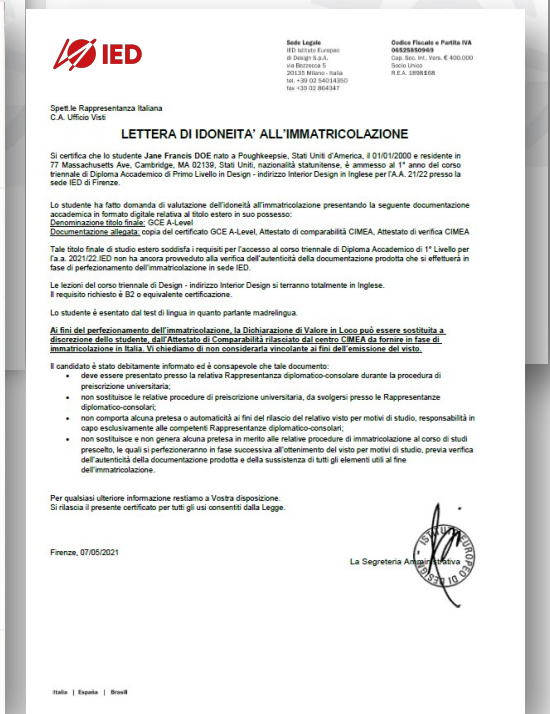 IED
Sede Legale
IED Istituto Europeo
di Design S.p.A.
via Bezzecca 5
20135 Milano - Italia
tel. +39 02 54014350
fax +39 02 864347
Codice Fiscale e Partita IVA
06525850969
Cap. Soc. Int. Vers. € 400.000
Socio Unico
R.E.A. 1898168
Spett.le Rappresentanza Italiana
C.A. Ufficio Visti
LETTERA DI IDONEITA' ALL'IMMATRICOLAZIONE
Si certifica che lo studente Jane Francis DOE nato a Poughkeepsie, Stati Uniti d'America, il 01/01/2000 e residente in
77 Massachusetts Ave, Cambridge, MA 02139, Stati Uniti, nazionalità statunitense, è ammesso al 1° anno del corso
triennale di Diploma Accademico di Primo Livello in Design - indirizzo Interior Design in Inglese per l'A.A. 21/22 presso la
sede IED di Firenze.
Lo studente ha fatto domanda di valutazione dell'idoneità all'immatricolazione presentando la seguente documentazione
accademica in formato digitale relativa al titolo estero in suo possesso:
Denominazione titolo finale: GCE A-Level
Documentazione allegata: copia del certificato GCE A-Level, Attestato di comparabilità CIMEA, Attestato di verifica CIMEA
Tale titolo finale di studio estero soddisfa i requisiti per l'accesso al corso triennale di Diploma Accademico di 1° Livello per
l'a.a. 2021/22.IED non ha ancora provveduto alla verifica dell'autenticità della documentazione prodotta che si effettuerà in
fase di perfezionamento dell'immatricolazione in sede IED.
Le lezioni del corso triennale di Design - indirizzo Interior Design si terranno totalmente in Inglese.
Il requisito richiesto è B2 o equivalente certificazione.
Lo studente è esentato dal test di lingua in quanto parlante madrelingua.
Ai fini del perfezionamento dell'immatricolazione, la Dichiarazione di Valore in Loco può essere sostituita a
discrezione dello studente, dall'Attestato di Comparabilità rilasciato dal centro CIMEA da fornire in fase di
immatricolazione in Italia. Vi chiediamo di non considerarla vincolante ai fini dell'emissione del visto.
Il candidato è stato debitamente informato ed è consapevole che tale documento:
• deve essere presentato presso la relativa Rappresentanza diplomatico-consolare durante la procedura di
preiscrizione universitaria;
• non sostituisce le relative procedure di preiscrizione universitaria, da svolgersi presso le Rappresentanze
diplomatico-consolari;
• non comporta alcuna pretesa o automaticità ai fini del rilascio del relativo visto per motivi di studio, responsabilità in
capo esclusivamente alle competenti Rappresentanze diplomatico-consolari;
• non sostituisce e non genera alcuna pretesa in merito alle relative procedure di immatricolazione al corso di studi
prescelto, le quali si perfezioneranno in fase successiva all'ottenimento del visto per motivi di studio, previa verifica
dell'autenticità della documentazione prodotta e della sussistenza di tutti gli elementi utili al fine
dell'immatricolazione.
Per qualsiasi ulteriore informazione restiamo a Vostra disposizione.
Si rilascia il presente certificato per tutti gli usi consentiti dalla Legge.
Firenze, 07/05/2021
La Segreteria Amministrativa
ISTITUTO EUROPEO DI DESIGN
Italia | España | Brasil